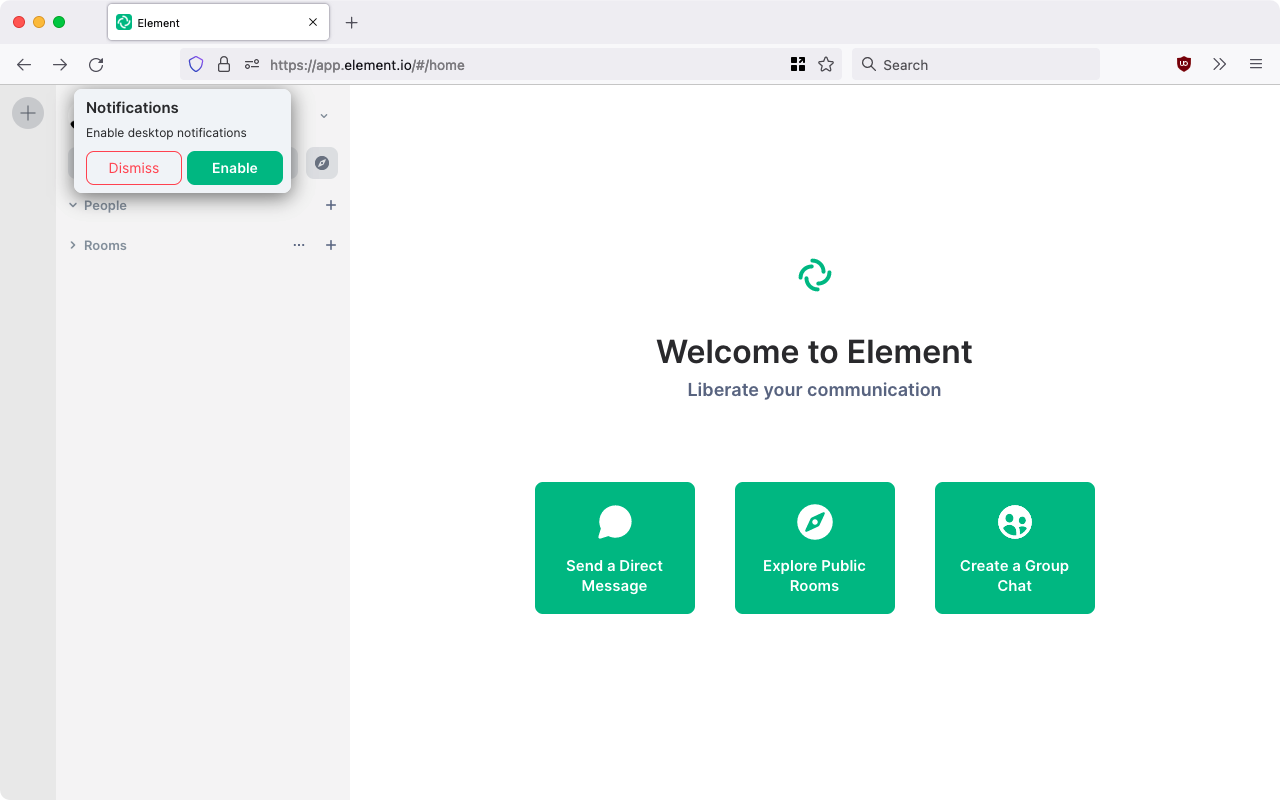 Element
https://app.element.io/#/home
Search
Notifications
Enable desktop notifications
Dismiss
Enable
People
Rooms
Welcome to Element
Liberate your communication
Send a Direct
Message
Explore Public
Rooms
Create a Group
Chat